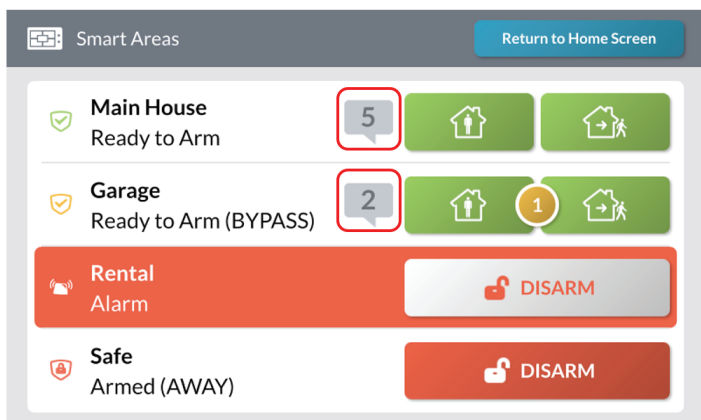 Smart Areas
Return to Home Screen
Main House
Ready to Arm
5
Garage
Ready to Arm (BYPASS)
2
1
Rental
Alarm
DISARM
Safe
Armed (AWAY)
DISARM